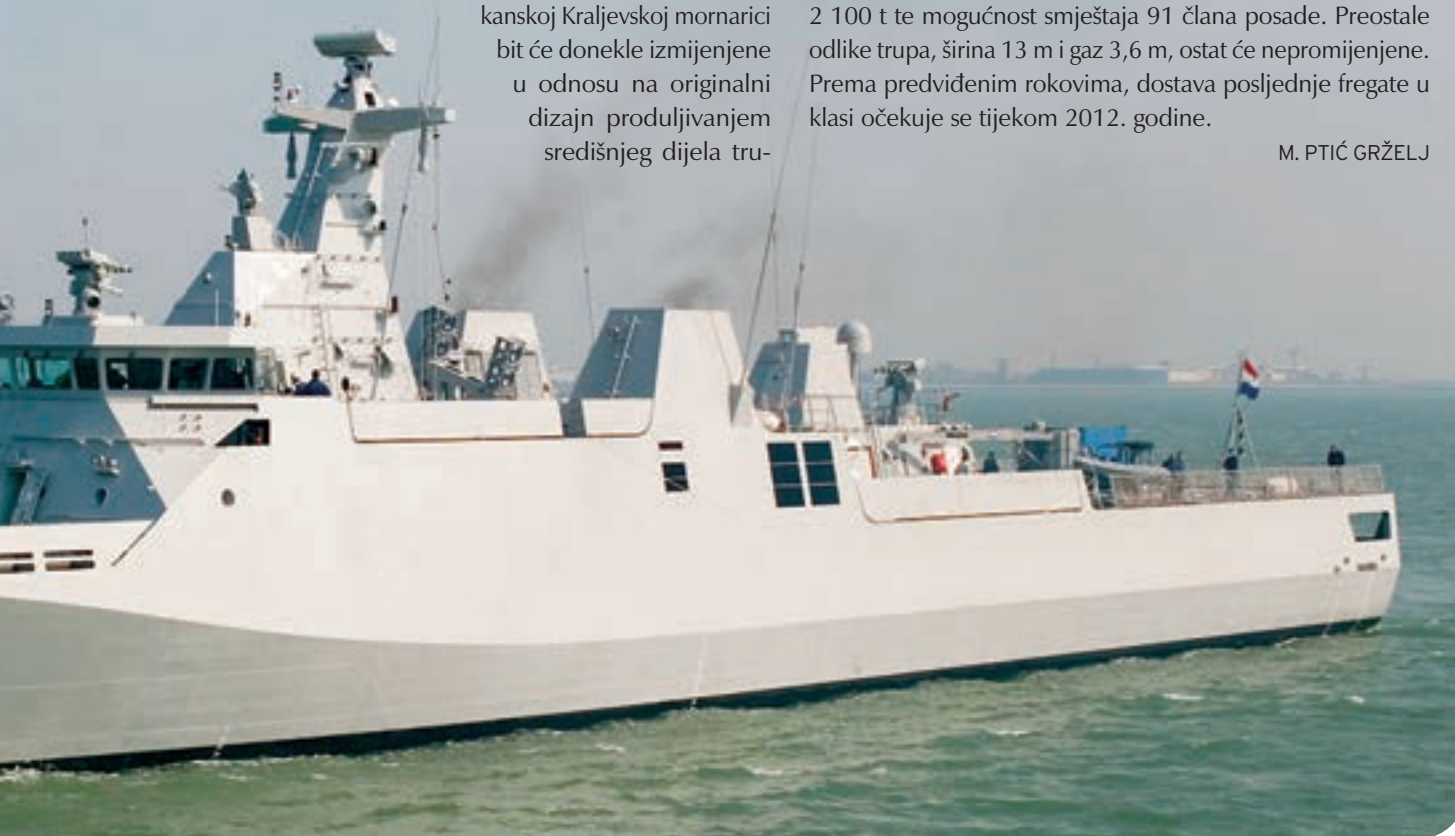 kanskoj Kraljevskoj mornarici
bit će donekle izmijenjene
u odnosu na originalni
dizajn produljivanjem
središnjeg dijela tru-
2 100 t te mogućnost smještaja 91 člana posade. Preostale
odlike trupa, širina 13 m i gaz 3,6 m, ostat će nepromijenjene.
Prema predviđenim rokovima, dostava posljednje fregate u
klasi očekuje se tijekom 2012. godine.
M. PTIĆ GRŽELJ